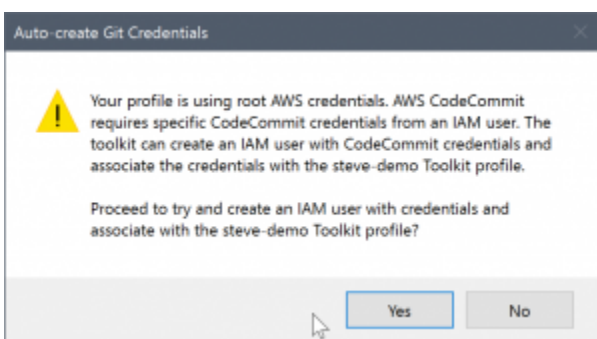 Auto-create Git Credentials
Your profile is using root AWS credentials. AWS CodeCommit
requires specific CodeCommit credentials from an IAM user. The
toolkit can create an IAM user with CodeCommit credentials and
associate the credentials with the steve-demo Toolkit profile.
Proceed to try and create an IAM user with credentials and
associate with the steve-demo Toolkit profile?
Yes No